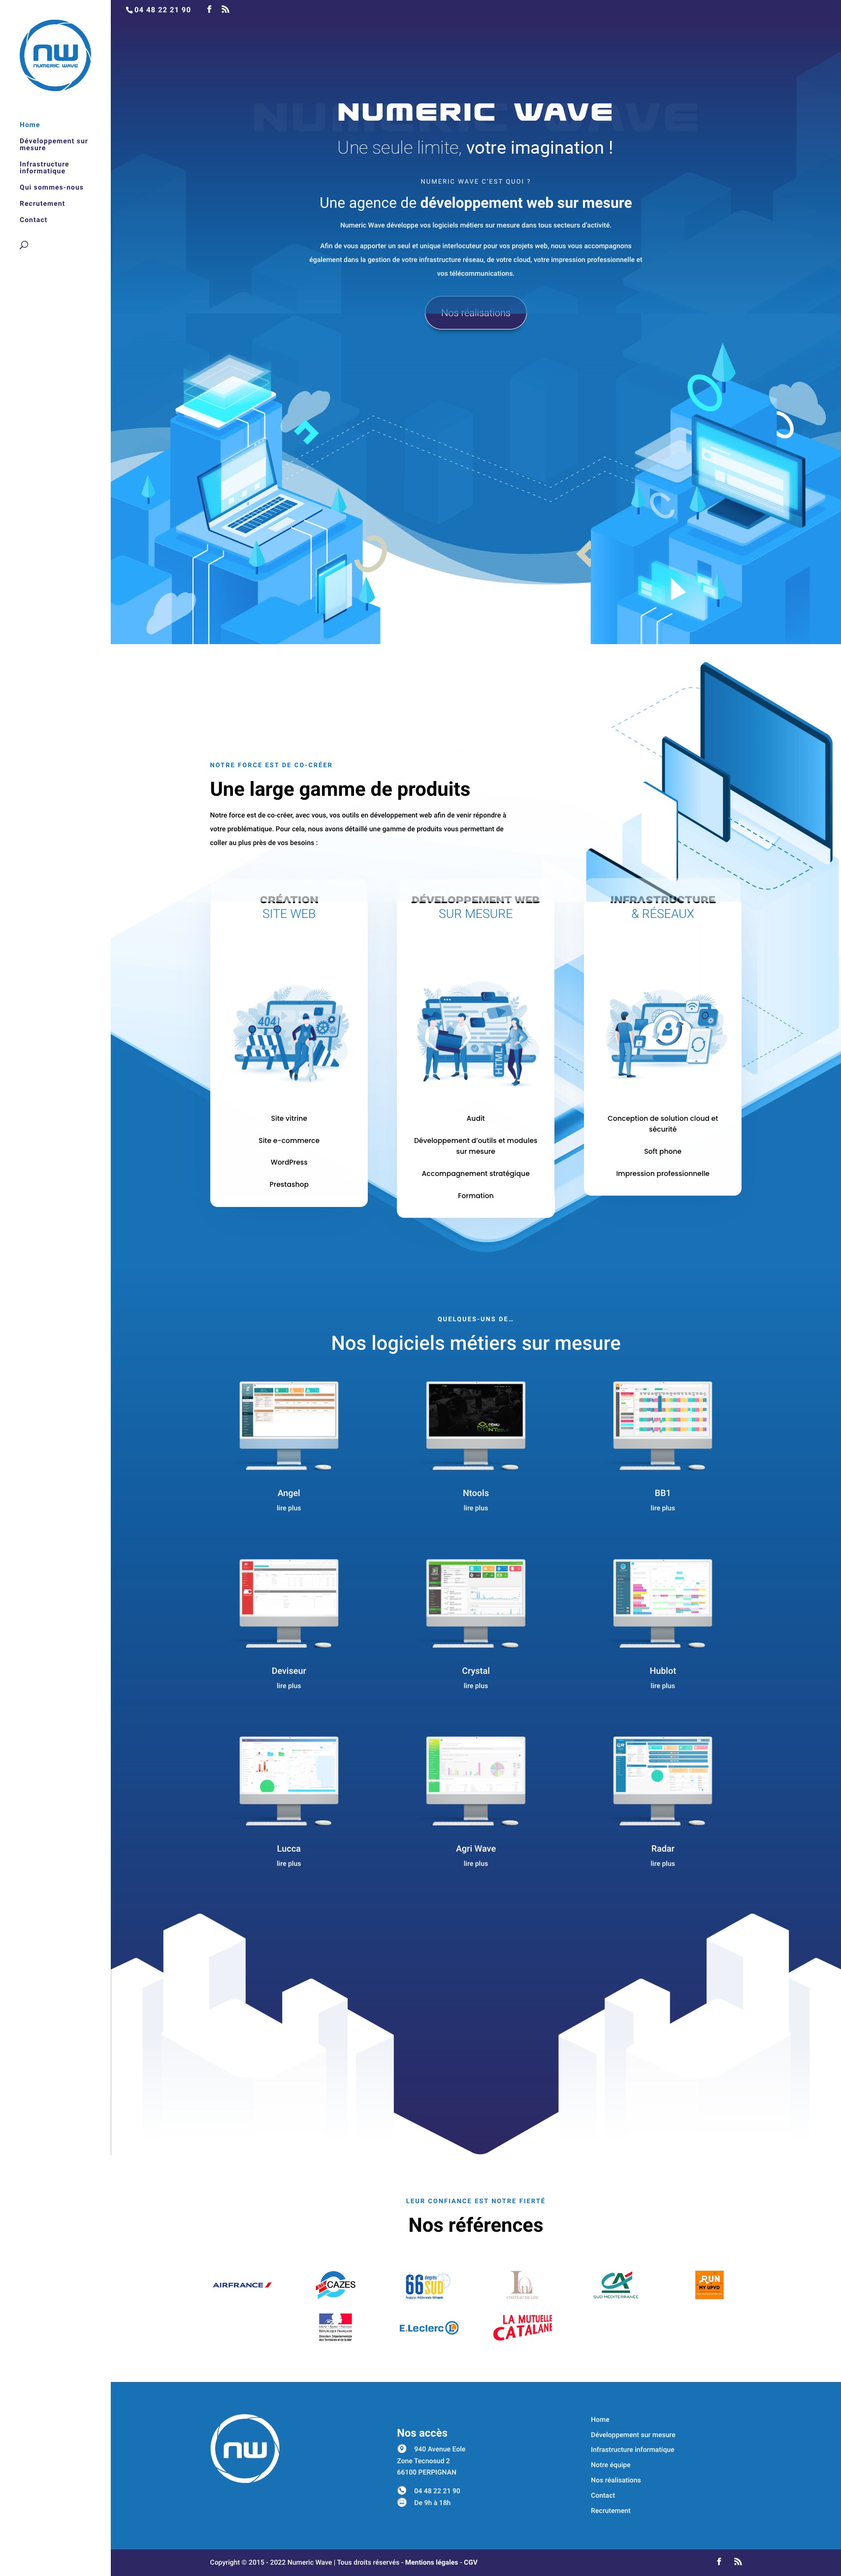 04 48 22 21 90
nw
NUMERIC WAVE
Home
Développement sur
mesure
Infrastructure
informatique
Qui sommes-nous
Recrutement
Contact
NUMERIC WAVE
Une seule limite, votre imagination !
NUMERIC WAVE C'EST QUOI ?
Une agence de développement web sur mesure
Numeric Wave développe vos logiciels métiers sur mesure dans tous secteurs d'activité.
Afin de vous apporter un seul et unique interlocuteur pour vos projets web, nous vous accompagnons
également dans la gestion de votre infrastructure réseau, de votre cloud, votre impression professionnelle et
vos télécommunications.
Nos réalisations
NOTRE FORCE EST DE CO-CRÉER
Une large gamme de produits
Notre force est de co-créer, avec vous, vos outils en développement web afin de venir répondre à
votre problématique. Pour cela, nous avons détaillé une gamme de produits vous permettant de
coller au plus près de vos besoins :
CRÉATION
SITE WEB
404!
Site vitrine
Site e-commerce
WordPress
Prestashop
DÉVELOPPEMENT WEB
SUR MESURE
HTML
Audit
Développement d'outils et modules
sur mesure
Accompagnement stratégique
Formation
INFRASTRUCTURE
& RÉSEAUX
Conception de solution cloud et
sécurité
Soft phone
Impression professionnelle
QUELQUES-UNS DE...
Nos logiciels métiers sur mesure
Angel
lire plus
Ntools
lire plus
BB1
lire plus
Deviseur
lire plus
Crystal
lire plus
Hublot
lire plus
Lucca
lire plus
Agri Wave
lire plus
Radar
lire plus
LEUR CONFIANCE EST NOTRE FIERTÉ
Nos références
AIRFRANCE
CAZES
66 degrés SUD
CA
SUD MÉDITERRANÉE
RUN
MY UPVD
RÉPUBLIQUE FRANÇAISE
E.Leclerc L
LA MUTUELLE
CATALANE
nw
Nos accès
940 Avenue Eole
Zone Tecnosud 2
66100 PERPIGNAN
04 48 22 21 90
De 9h à 18h
Home
Développement sur mesure
Infrastructure informatique
Notre équipe
Nos réalisations
Contact
Recrutement
Copyright © 2015 - 2022 Numeric Wave | Tous droits réservés - Mentions légales - CGV